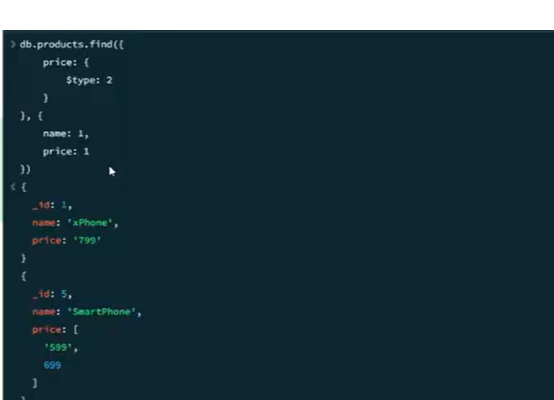 > db.products.find({
price: {
$type: 2
}
}, {
name: 1,
price: 1
})
< {
_id: 1,
name: 'xPhone',
price: '799'
}
{
_id: 5,
name: 'SmartPhone',
price: [
'599',
699
]
}